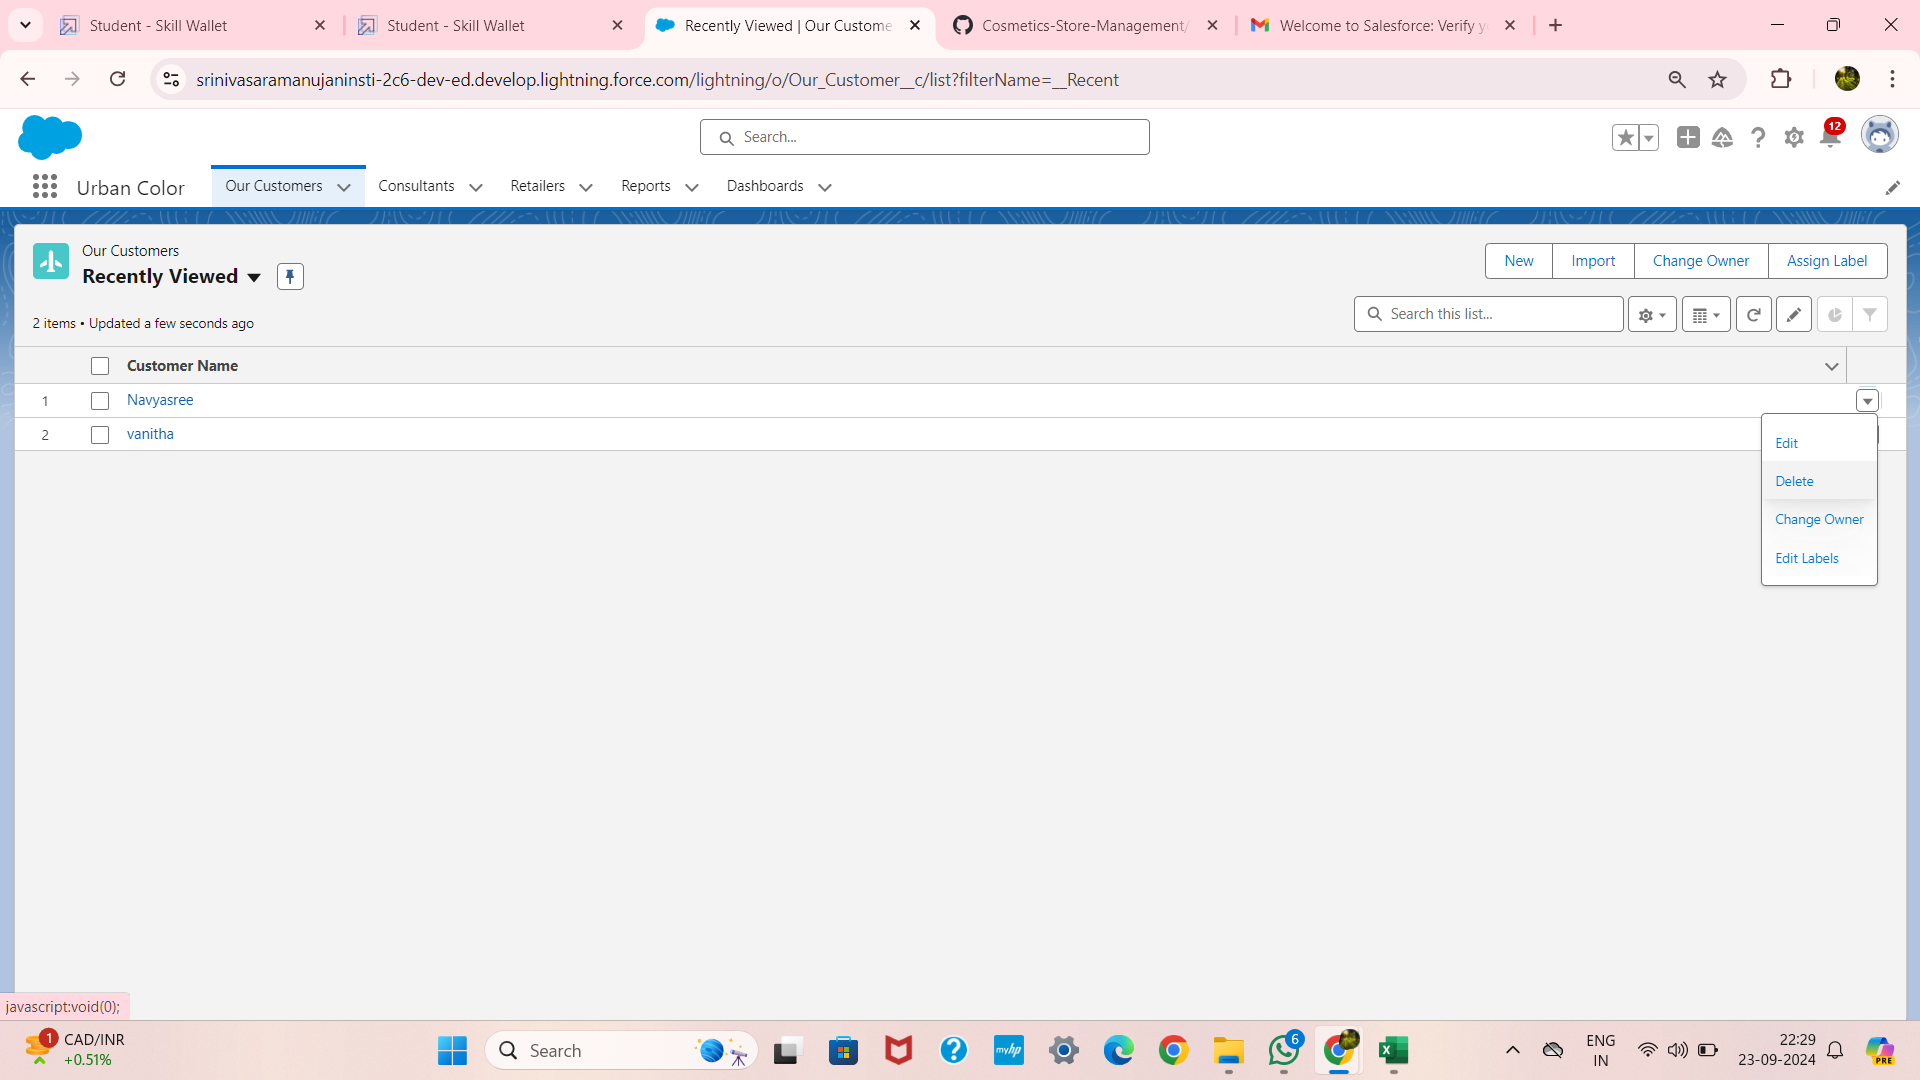 Student - Skill Wallet
Student - Skill Wallet
Recently Viewed | Our Custome
Cosmetics-Store-Management/
Welcome to Salesforce: Verify y
srinivasaramanujaninsti-2c6-dev-ed.develop.lightning.force.com/lightning/o/Our_Customer__c/list?filterName=__Recent
Search...
12
Urban Color
Our Customers
Consultants
Retailers
Reports
Dashboards
Our Customers
Recently Viewed
New
Import
Change Owner
Assign Label
2 items • Updated a few seconds ago
Search this list...
Customer Name
1 Navyasree
2 vanitha
Edit
Delete
Change Owner
Edit Labels
javascript:void(0);
1
CAD/INR
+0.51%
Search
myhp
6
ENG
IN
22:29
23-09-2024
PRE